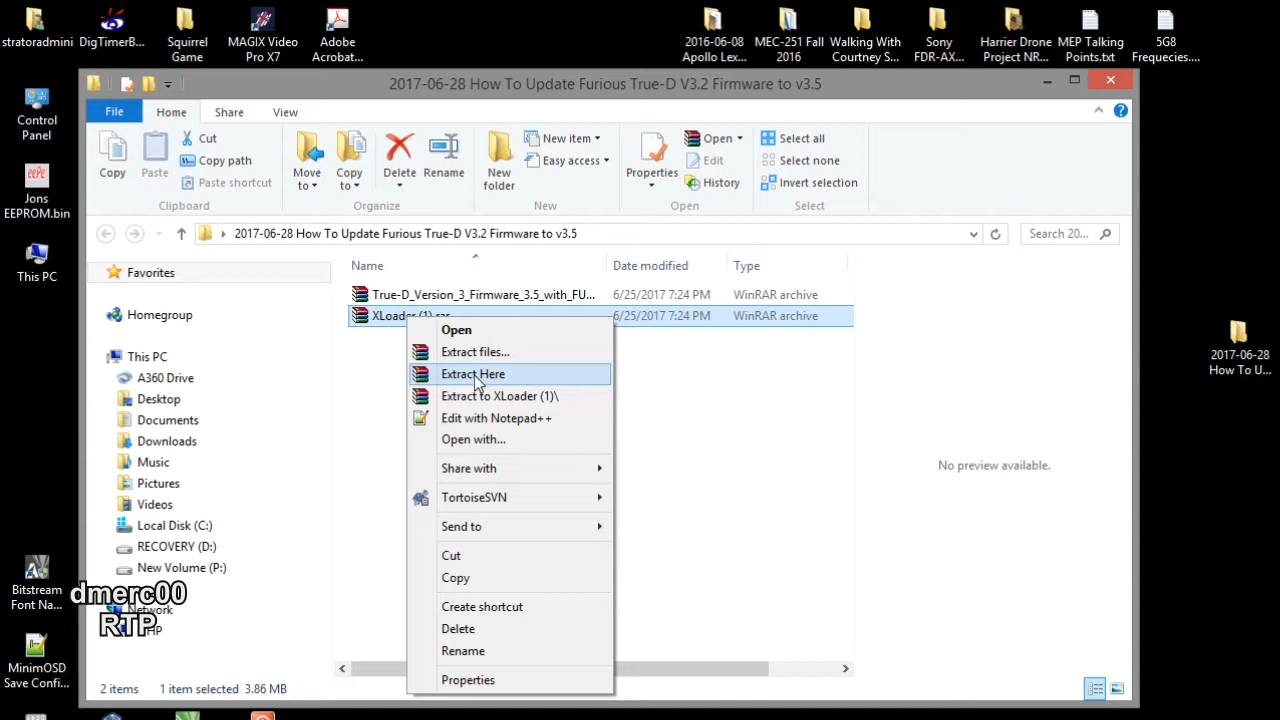 stratoradmini
DigTimerB...
Squirrel
Game
MAGIX Video
Pro X7
Adobe
Acrobat...
2016-06-08
Apollo Lex...
MEC-251 Fall
2016
Walking With
Courtney S...
Sony
FDR-AX...
Harrier Drone
Project NR...
MEP Talking
Points.txt
5G8
Frequecies....
Control
Panel
eePe
Jons
EEPROM.bin
This PC
Bitstream
Font Na...
MinimOSD
Save Confi...
2017-06-28
How To U...
2017-06-28 How To Update Furious True-D V3.2 Firmware to v3.5
File
Home
Share
View
Copy
Paste
Cut
Copy path
Paste shortcut
Clipboard
Move
to
Copy
to
Delete
Rename
Organize
New
folder
New item
Easy access
New
Properties
Open
Edit
History
Open
Select all
Select none
Invert selection
Select
2017-06-28 How To Update Furious True-D V3.2 Firmware to v3.5
Search 20...
Favorites
Homegroup
This PC
A360 Drive
Desktop
Documents
Downloads
Music
Pictures
Videos
Local Disk (C:)
RECOVERY (D:)
New Volume (P:)
Network
HP
Name
Date modified
Type
True-D_Version_3_Firmware_3.5_with_FU...
6/25/2017 7:24 PM
WinRAR archive
XLoader (1).rar
6/25/2017 7:24 PM
WinRAR archive
Open
Extract files...
Extract Here
Extract to XLoader (1)\
Edit with Notepad++
Open with...
Share with
TortoiseSVN
Send to
Cut
Copy
Create shortcut
Delete
Rename
Properties
No preview available.
2 items
1 item selected 3.86 MB
dmerc00
RTP